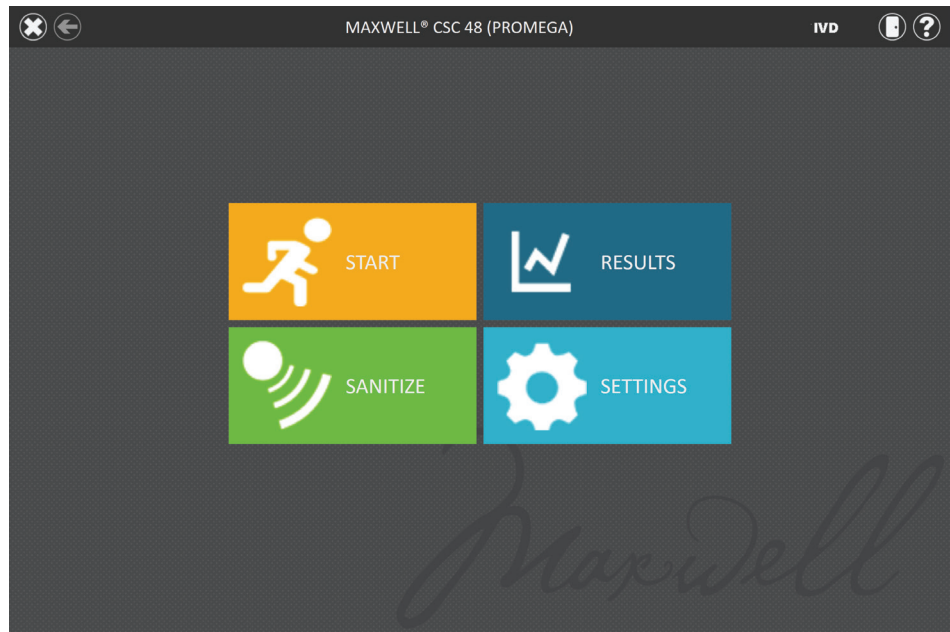 MAXWELL® CSC 48 (PROMEGA) IVD ?
START
RESULTS
SANITIZE
SETTINGS
Maxwell